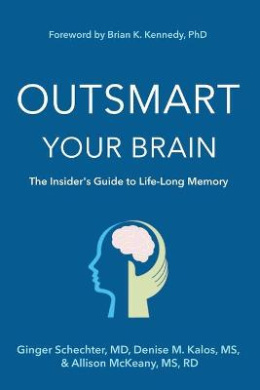 Foreword by Brian K. Kennedy, PhD
OUTSMART
YOUR BRAIN
The Insider's Guide to Life-Long Memory
Ginger Schechter, MD, Denise M. Kalos, MS,
& Allison McKeany, MS, RD